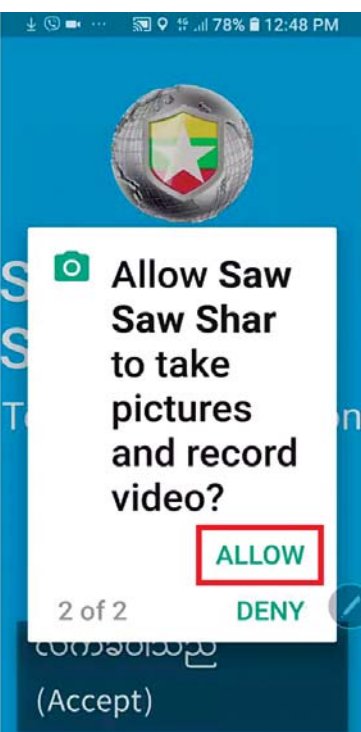 78% 12:48 PM
Allow Saw
Saw Shar
to take
pictures
and record
video?
ALLOW
2 of 2
DENY
(Accept)